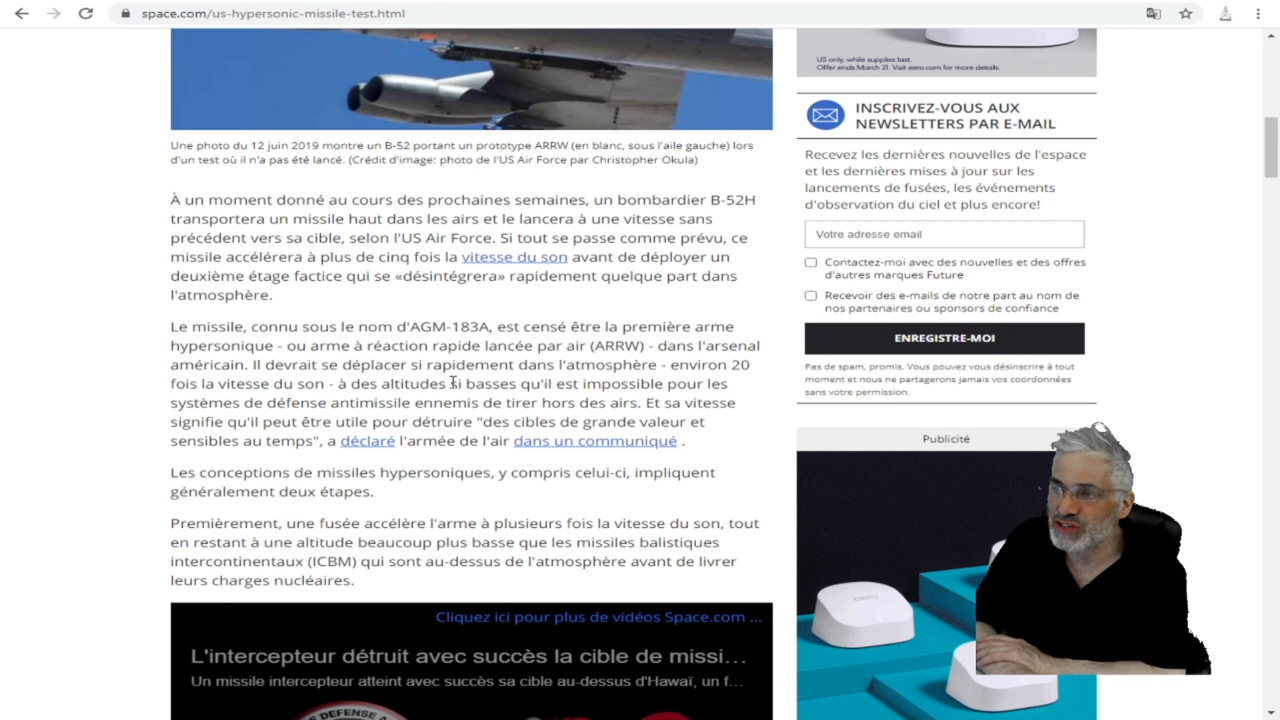 space.com/us-hypersonic-missile-test.html
US only, while supplies last.
Offer ends March 21. Visit eero.com for more details.
Une photo du 12 juin 2019 montre un B-52 portant un prototype ARRW (en blanc, sous l'aile gauche) lors
d'un test où il n'a pas été lancé. (Crédit d'image: photo de l'US Air Force par Christopher Okula)
À un moment donné au cours des prochaines semaines, un bombardier B-52H
transportera un missile haut dans les airs et le lancera à une vitesse sans
précédent vers sa cible, selon l'US Air Force. Si tout se passe comme prévu, ce
missile accélérera à plus de cinq fois la vitesse du son avant de déployer un
deuxième étage factice qui se «désintégrera» rapidement quelque part dans
l'atmosphère.
Le missile, connu sous le nom d'AGM-183A, est censé être la première arme
hypersonique - ou arme à réaction rapide lancée par air (ARRW) - dans l'arsenal
américain. Il devrait se déplacer si rapidement dans l'atmosphère - environ 20
fois la vitesse du son - à des altitudes si basses qu'il est impossible pour les
systèmes de défense antimissile ennemis de tirer hors des airs. Et sa vitesse
signifie qu'il peut être utile pour détruire "des cibles de grande valeur et
sensibles au temps", a déclaré l'armée de l'air dans un communiqué .
Les conceptions de missiles hypersoniques, y compris celui-ci, impliquent
généralement deux étapes.
Premièrement, une fusée accélère l'arme à plusieurs fois la vitesse du son, tout
en restant à une altitude beaucoup plus basse que les missiles balistiques
intercontinentaux (ICBM) qui sont au-dessus de l'atmosphère avant de livrer
leurs charges nucléaires.
Cliquez ici pour plus de vidéos Space.com ...
L'intercepteur détruit avec succès la cible de missi...
Un missile intercepteur atteint avec succès sa cible au-dessus d'Hawaï, un f...
DEFENSE A
INSCRIVEZ-VOUS AUX
NEWSLETTERS PAR E-MAIL
Recevez les dernières nouvelles de l'espace
et les dernières mises à jour sur les
lancements de fusées, les événements
d'observation du ciel et plus encore!
Votre adresse email
Contactez-moi avec des nouvelles et des offres
d'autres marques Future
Recevoir des e-mails de notre part au nom de
nos partenaires ou sponsors de confiance
ENREGISTRE-MOI
Pas de spam, promis. Vous pouvez vous désinscrire à tout
moment et nous ne partagerons jamais vos coordonnées
sans votre permission.
Publicité
eero